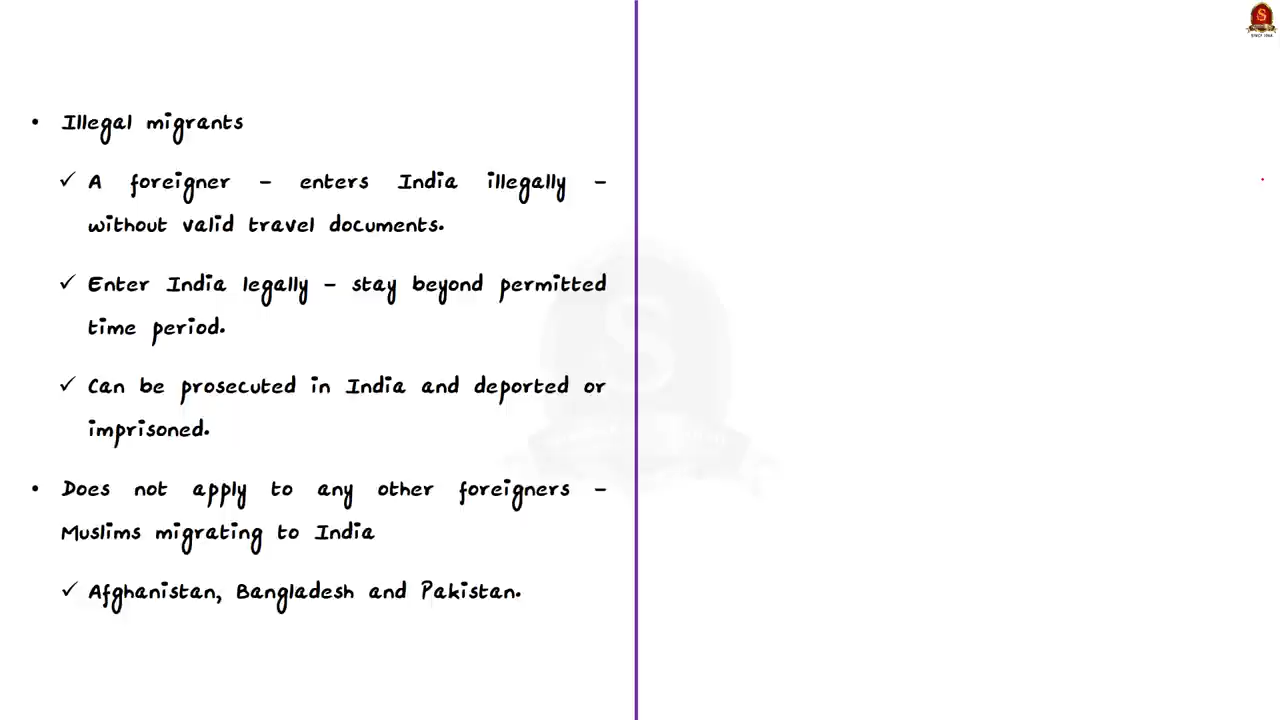 • Illegal migrants
✓ A foreigner – enters India illegally –
without valid travel documents.
✓ Enter India legally – stay beyond permitted
time period.
✓ Can be prosecuted in India and deported or
imprisoned.
• Does not apply to any other foreigners –
Muslims migrating to India
✓ Afghanistan, Bangladesh and Pakistan.
S
SINCE 1984